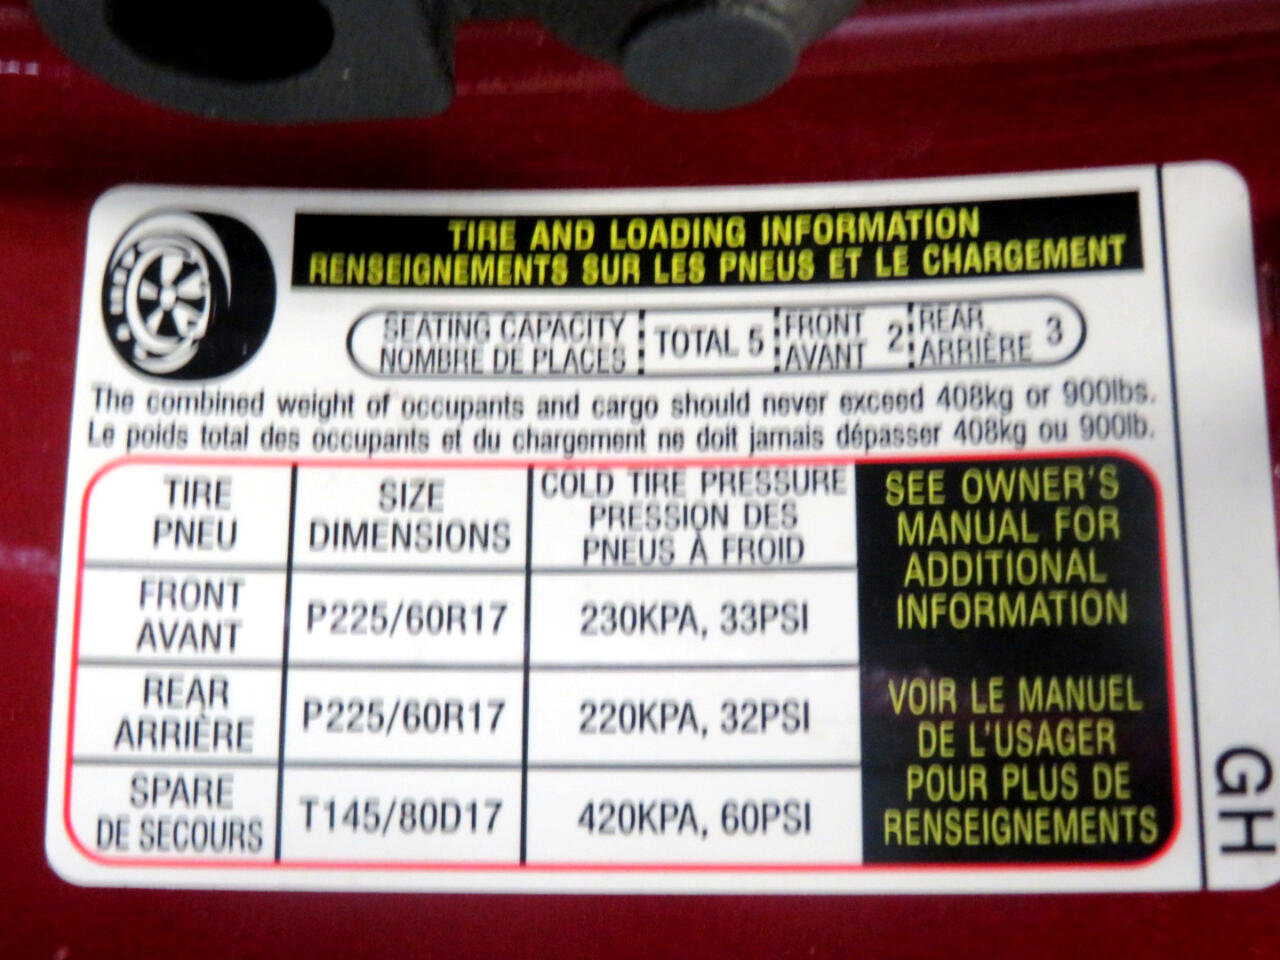 TIRE AND LOADING INFORMATION
RENSEIGNEMENTS SUR LES PNEUS ET LE CHARGEMENT
SEATING CAPACITY
NOMBRE DE PLACES
TOTAL 5
FRONT
AVANT 2
REAR
ARRIÈRE 3
The combined weight of occupants and cargo should never exceed 408kg or 900lbs.
Le poids total des occupants et du chargement ne doit jamais dépasser 408kg ou 900lb.
TIRE
PNEU
SIZE
DIMENSIONS
COLD TIRE PRESSURE
PRESSION DES
PNEUS À FROID
FRONT
AVANT
P225/60R17
230KPA, 33PSI
REAR
ARRIÈRE
P225/60R17
220KPA, 32PSI
SPARE
DE SECOURS
T145/80D17
420KPA, 60PSI
SEE OWNER'S
MANUAL FOR
ADDITIONAL
INFORMATION
VOIR LE MANUEL
DE L'USAGER
POUR PLUS DE
RENSEIGNEMENTS
GH